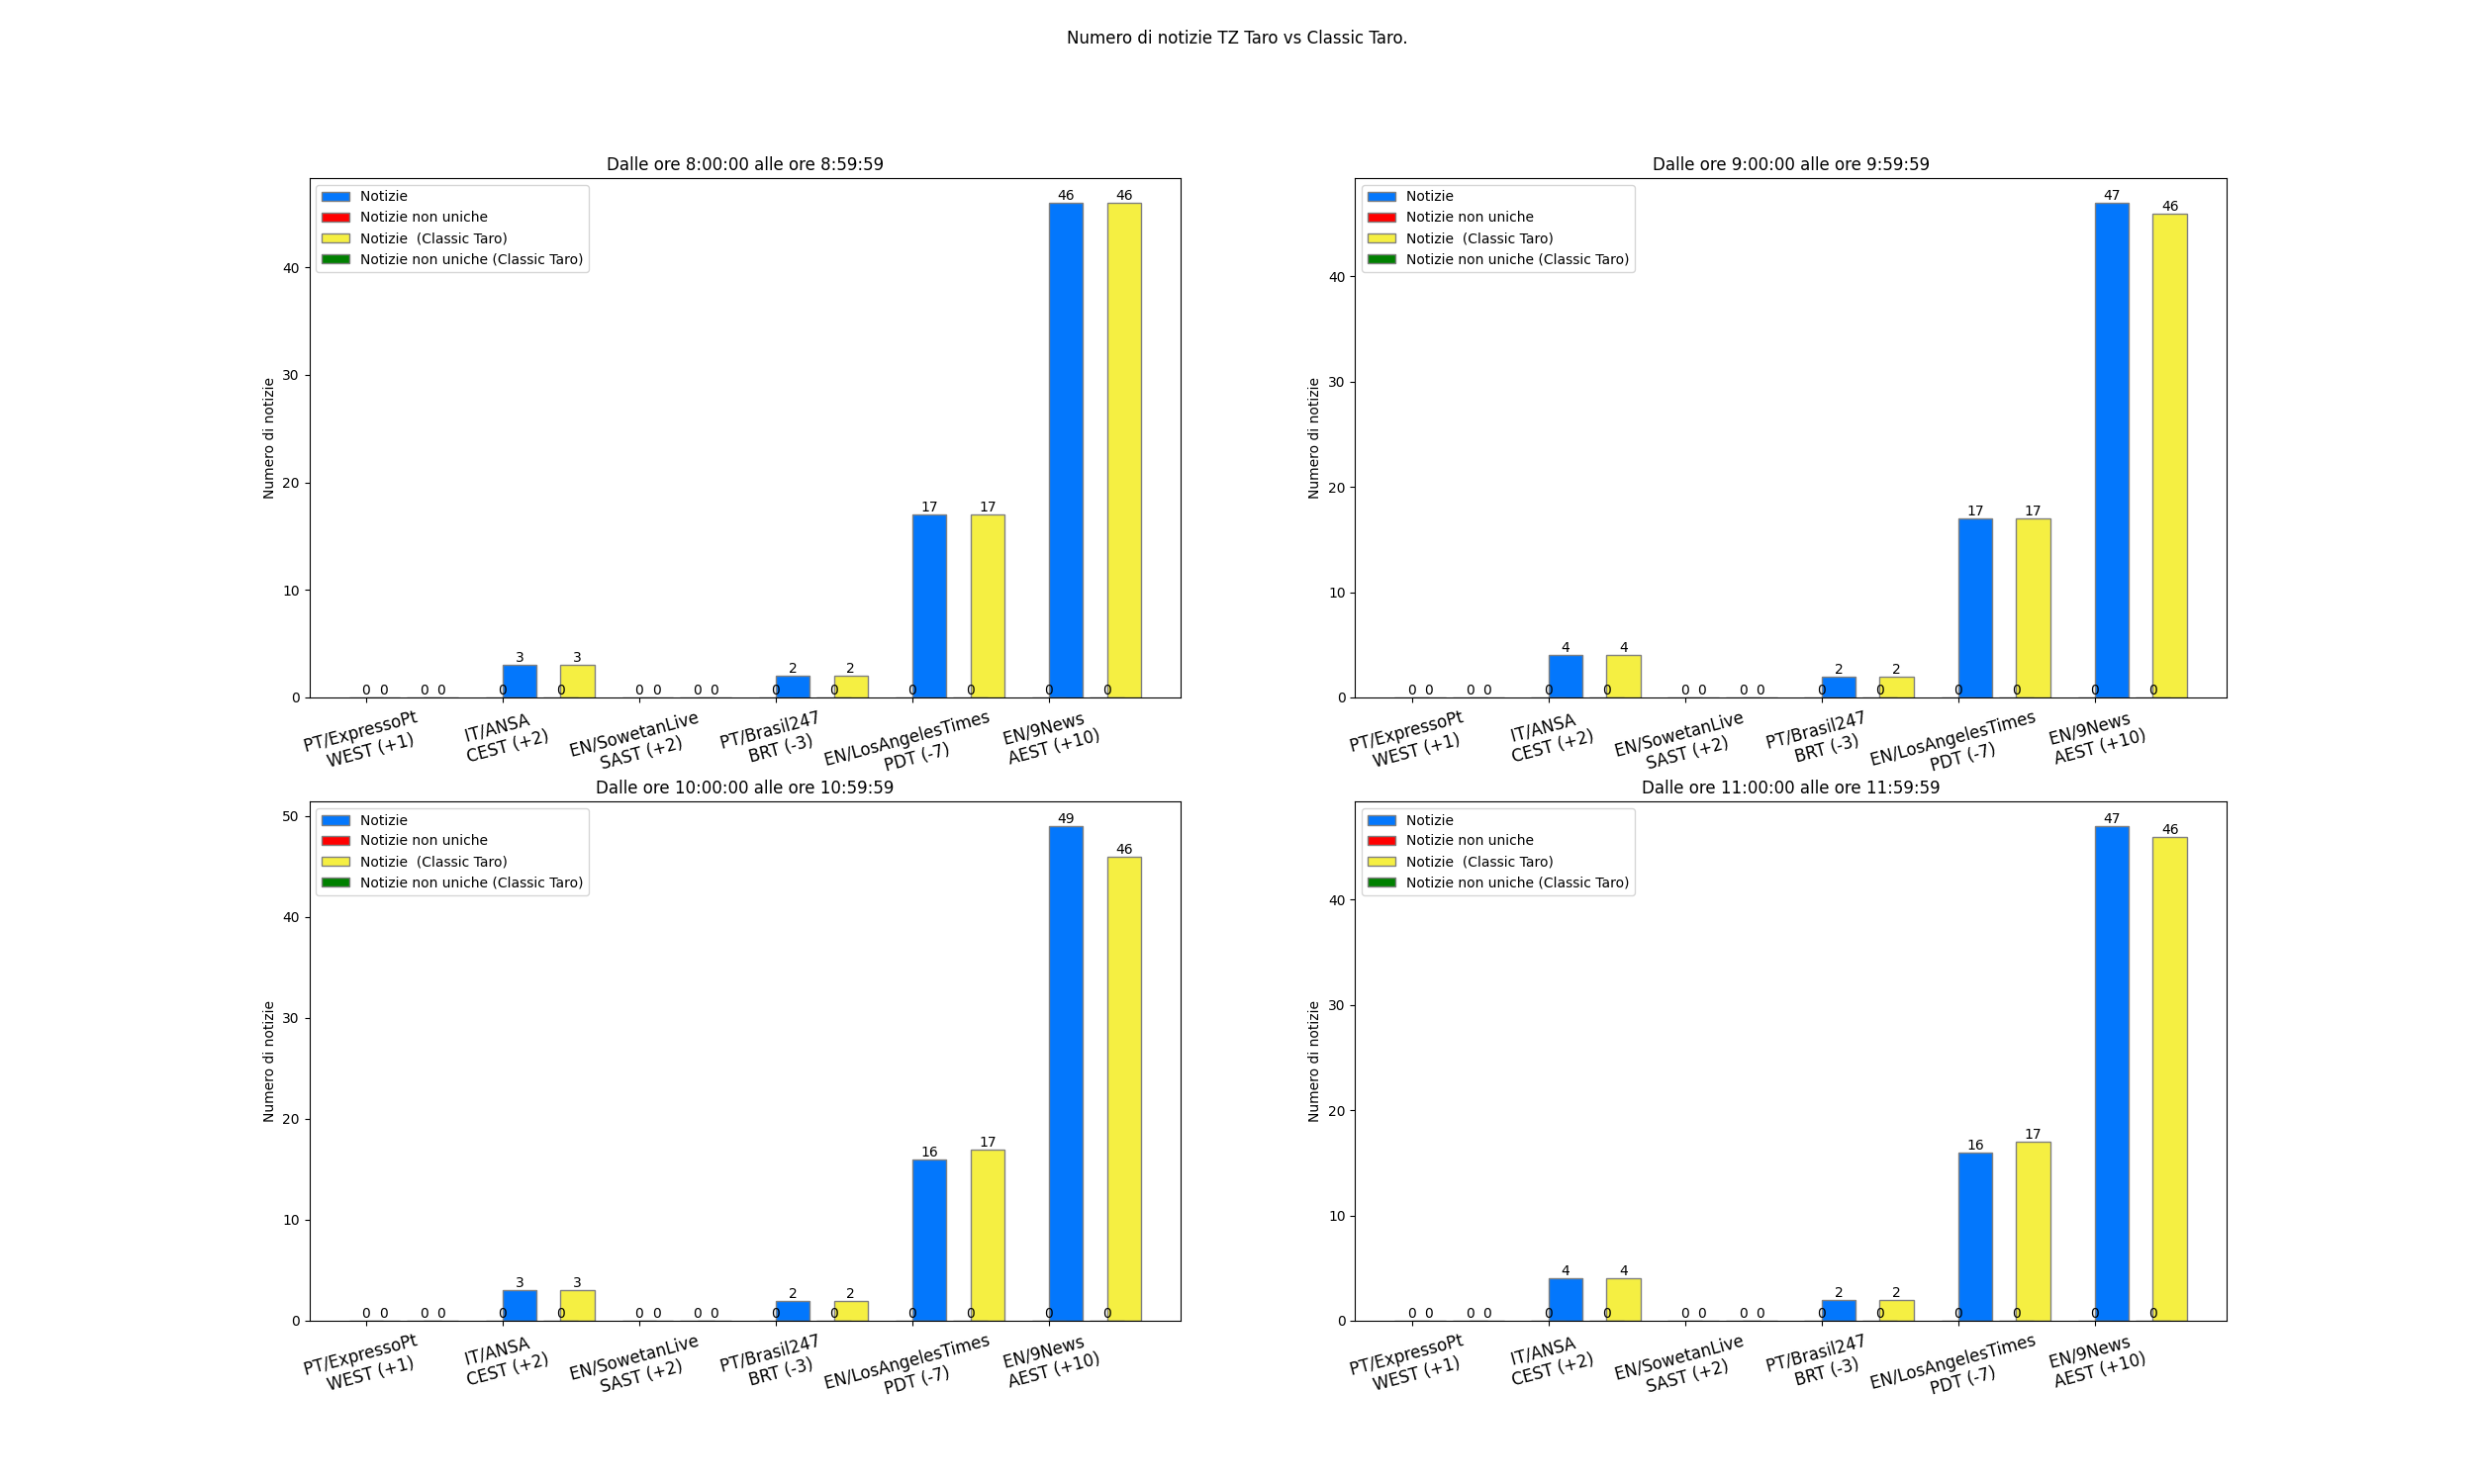 Numero di notizie TZ Taro vs Classic Taro.
Dalle ore 8:00:00 alle ore 8:59:59
Notizie
Notizie non uniche
Notizie  (Classic Taro)
Notizie non uniche (Classic Taro)
Numero di notizie
40
30
20
10
0
46 46
17 17
3 3 2 2
0 0 0 0 0 0 0 0 0 0 0 0 0 0 0 0
PT/ExpressoPt
WEST (+1)
IT/ANSA
CEST (+2)
EN/SowetanLive
SAST (+2)
PT/Brasil247
BRT (-3)
EN/LosAngelesTimes
PDT (-7)
EN/9News
AEST (+10)
Dalle ore 9:00:00 alle ore 9:59:59
Notizie
Notizie non uniche
Notizie  (Classic Taro)
Notizie non uniche (Classic Taro)
Numero di notizie
40
30
20
10
0
47 46
17 17
4 4 2 2
0 0 0 0 0 0 0 0 0 0 0 0 0 0 0 0
PT/ExpressoPt
WEST (+1)
IT/ANSA
CEST (+2)
EN/SowetanLive
SAST (+2)
PT/Brasil247
BRT (-3)
EN/LosAngelesTimes
PDT (-7)
EN/9News
AEST (+10)
Dalle ore 10:00:00 alle ore 10:59:59
Notizie
Notizie non uniche
Notizie  (Classic Taro)
Notizie non uniche (Classic Taro)
Numero di notizie
50
40
30
20
10
0
49 46
16 17
3 3 2 2
0 0 0 0 0 0 0 0 0 0 0 0 0 0 0 0
PT/ExpressoPt
WEST (+1)
IT/ANSA
CEST (+2)
EN/SowetanLive
SAST (+2)
PT/Brasil247
BRT (-3)
EN/LosAngelesTimes
PDT (-7)
EN/9News
AEST (+10)
Dalle ore 11:00:00 alle ore 11:59:59
Notizie
Notizie non uniche
Notizie  (Classic Taro)
Notizie non uniche (Classic Taro)
Numero di notizie
40
30
20
10
0
47 46
16 17
4 4 2 2
0 0 0 0 0 0 0 0 0 0 0 0 0 0 0 0
PT/ExpressoPt
WEST (+1)
IT/ANSA
CEST (+2)
EN/SowetanLive
SAST (+2)
PT/Brasil247
BRT (-3)
EN/LosAngelesTimes
PDT (-7)
EN/9News
AEST (+10)